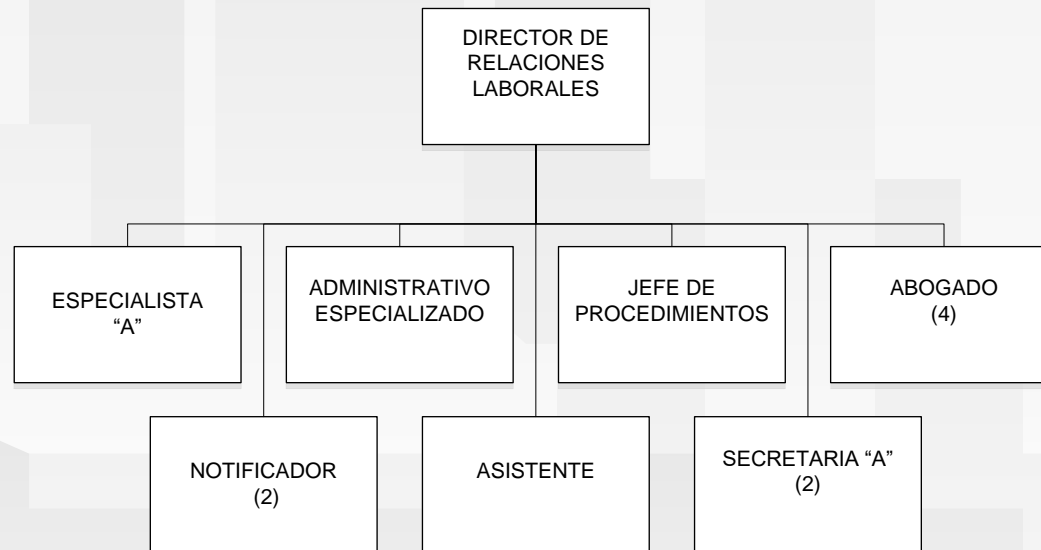 DIRECTOR DE
RELACIONES
LABORALES
ESPECIALISTA
“A”
ADMINISTRATIVO
ESPECIALIZADO
JEFE DE
PROCEDIMIENTOS
ABOGADO
(4)
NOTIFICADOR
(2)
ASISTENTE
SECRETARIA “A”
(2)